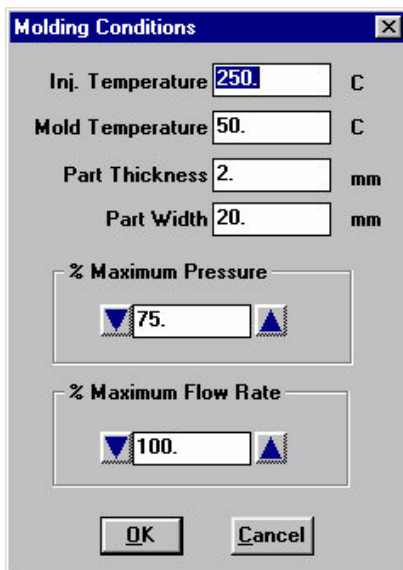 Molding Conditions
Inj. Temperature 250. C
Mold Temperature 50. C
Part Thickness 2. mm
Part Width 20. mm
% Maximum Pressure
75.
% Maximum Flow Rate
100.
OK Cancel